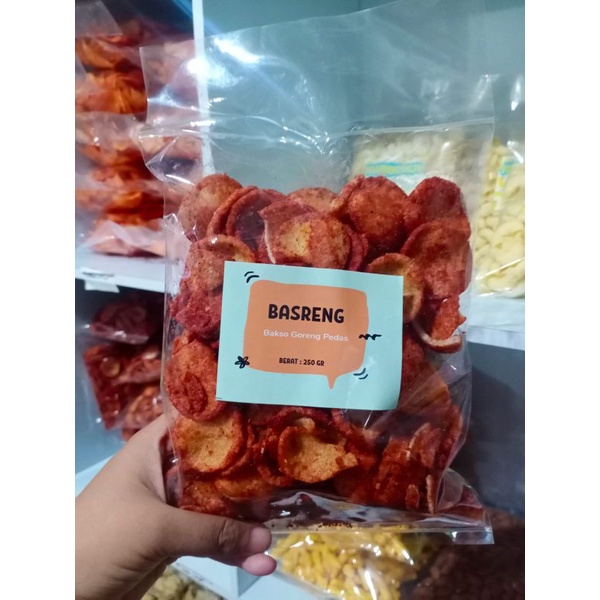 BASRENG
Bakso Goreng Pedas
BERAT : 250 GR